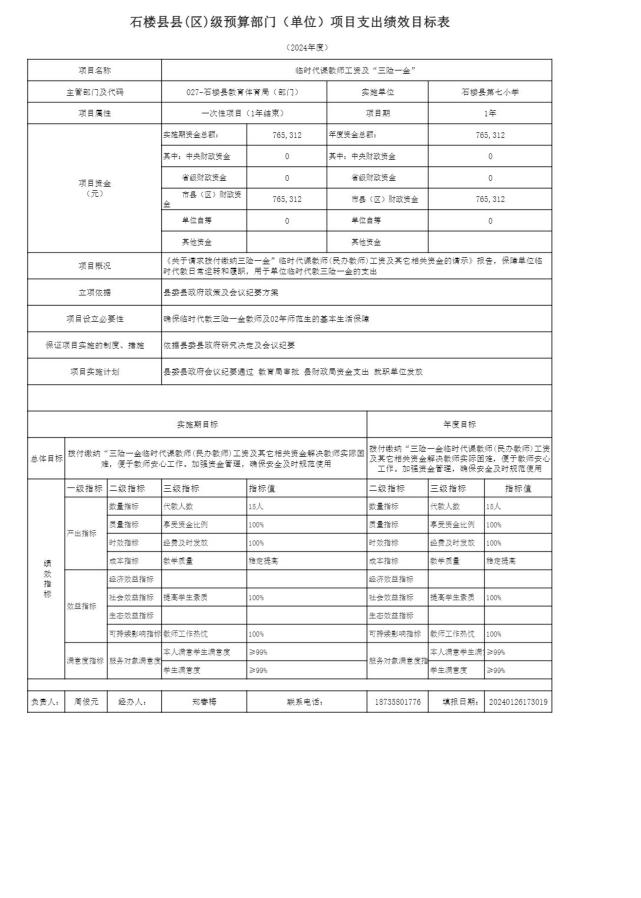 石楼县县(区)级预算部门（单位）项目支出绩效目标表
（2024年度）
项目名称 临时代课教师工资及“三险一金”
主管部门及代码 027-石楼县教育体育局（部门） 实施单位 石楼县第七小学
项目属性 一次性项目（1年结束） 项目期 1年
项目资金
（元）
实施期资金总额： 765,312 年度资金总额： 765,312
其中：中央财政资金 0 其中：中央财政资金 0
省级财政资金 0 省级财政资金 0
市县（区）财政资金 765,312 市县（区）财政资金 765,312
单位自筹 0 单位自筹 0
其他资金 其他资金
项目概况 《关于请求拨付缴纳三险一金”临时代课教师(民办教师)工资及其它相关资金的请示》报告，保障单位临
时代教日常运转和履职，用于单位临时代教三险一金的支出
立项依据 县委县政府政策及会议纪要方案
项目设立必要性 确保临时代教三险一金教师及02年师范生的基本生活保障
保证项目实施的制度、措施 依据县委县政府研究决定及会议纪要
项目实施计划 县委县政府会议纪要通过 教育局审批 县财政局资金支出 就职单位发放
实施期目标 年度目标
总体目标
拨付缴纳“三险一金临时代课教师(民办教师)工资及其它相关资金解决教师实际困
难，便于教师安心工作。加强资金管理，确保安全及时规范使用
拨付缴纳“三险一金临时代课教师(民办教师)工资
及其它相关资金解决教师实际困难，便于教师安心
工作。加强资金管理，确保安全及时规范使用
绩效指标
一级指标 二级指标 三级指标 指标值 二级指标 三级指标 指标值
产出指标
数量指标 代教人数 15人 数量指标 代教人数 15人
质量指标 享受资金比例 100% 质量指标 享受资金比例 100%
时效指标 经费及时发放 100% 时效指标 经费及时发放 100%
成本指标 教学质量 稳定提高 成本指标 教学质量 稳定提高
效益指标
经济效益指标 经济效益指标
社会效益指标 提高学生素质 100% 社会效益指标 提高学生素质 100%
生态效益指标 生态效益指标
可持续影响指标 教师工作热忱 100% 可持续影响指标 教师工作热忱 100%
满意度指标 服务对象满意度
本人满意学生满意度 ≥99% 服务对象满意度指 本人满意学生满 ≥99%
学生满意度 ≥99% 学生满意度 ≥99%
负责人： 周俊元 经办人： 郑春梅 联系电话： 18735801776 填报日期： 20240126173019